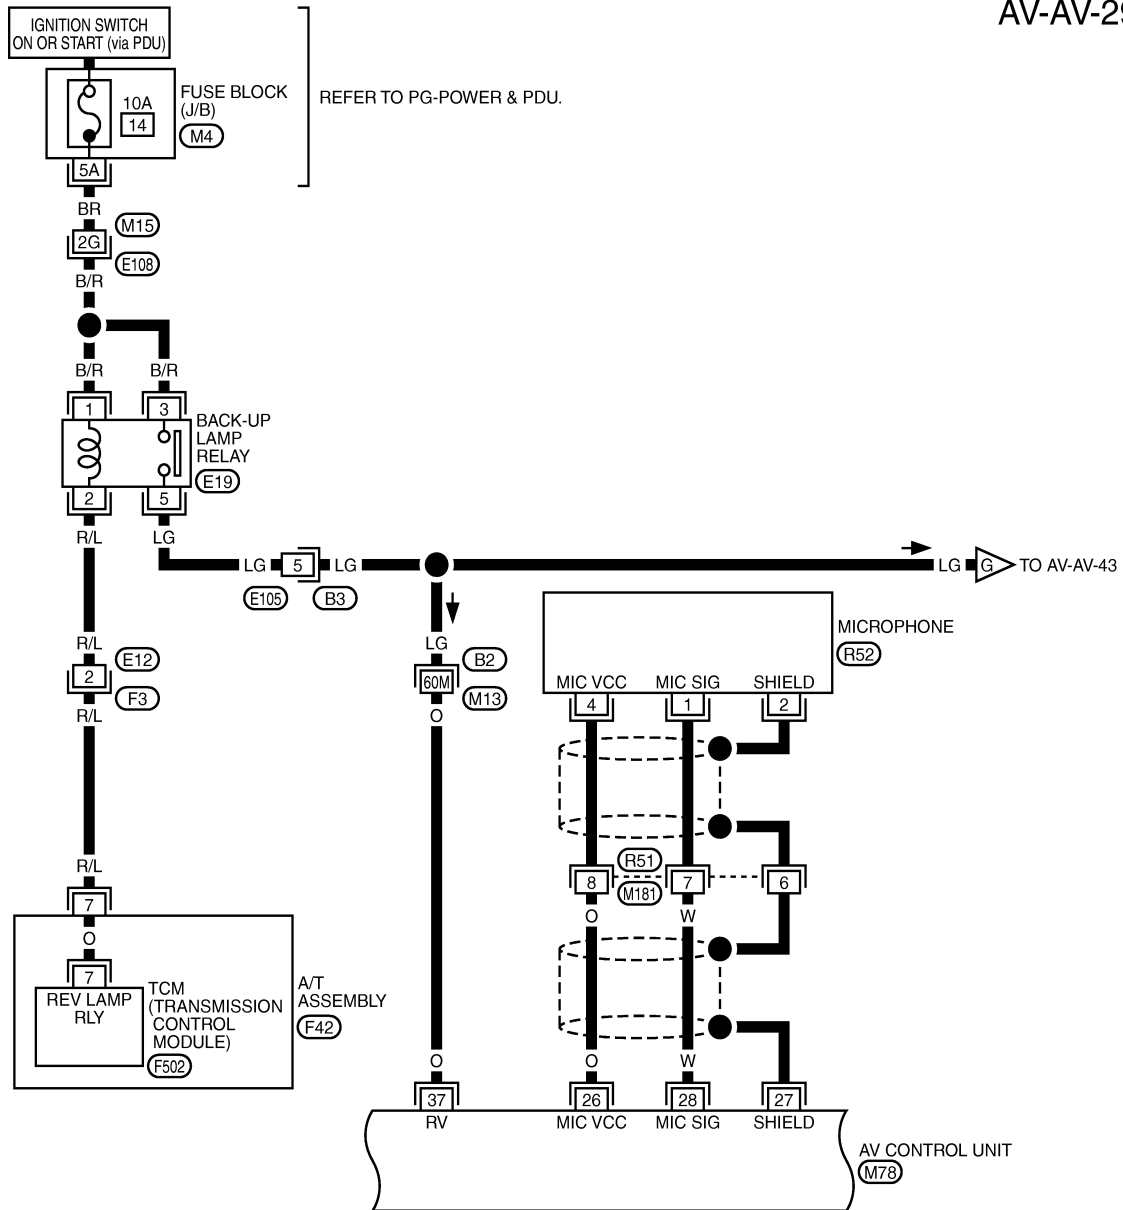 AV-AV-29
IGNITION SWITCH
ON OR START (via PDU)
10A
14
FUSE BLOCK
(J/B)
M4
REFER TO PG-POWER & PDU.
5A
BR
M15
2G
E108
B/R
B/R
B/R
1
3
BACK-UP
LAMP
RELAY
E19
2
5
R/L
LG
LG
5
LG
LG
G
TO AV-AV-43
E105
B3
R/L
E12
2
F3
R/L
LG
B2
60M
M13
O
MICROPHONE
R52
MIC VCC
MIC SIG
SHIELD
4
1
2
R/L
7
O
7
REV LAMP
RLY
TCM
(TRANSMISSION
CONTROL
MODULE)
F502
A/T
ASSEMBLY
F42
R51
8
M181
7
6
O
W
O
O
W
37
26
28
27
RV
MIC VCC
MIC SIG
SHIELD
AV CONTROL UNIT
M78